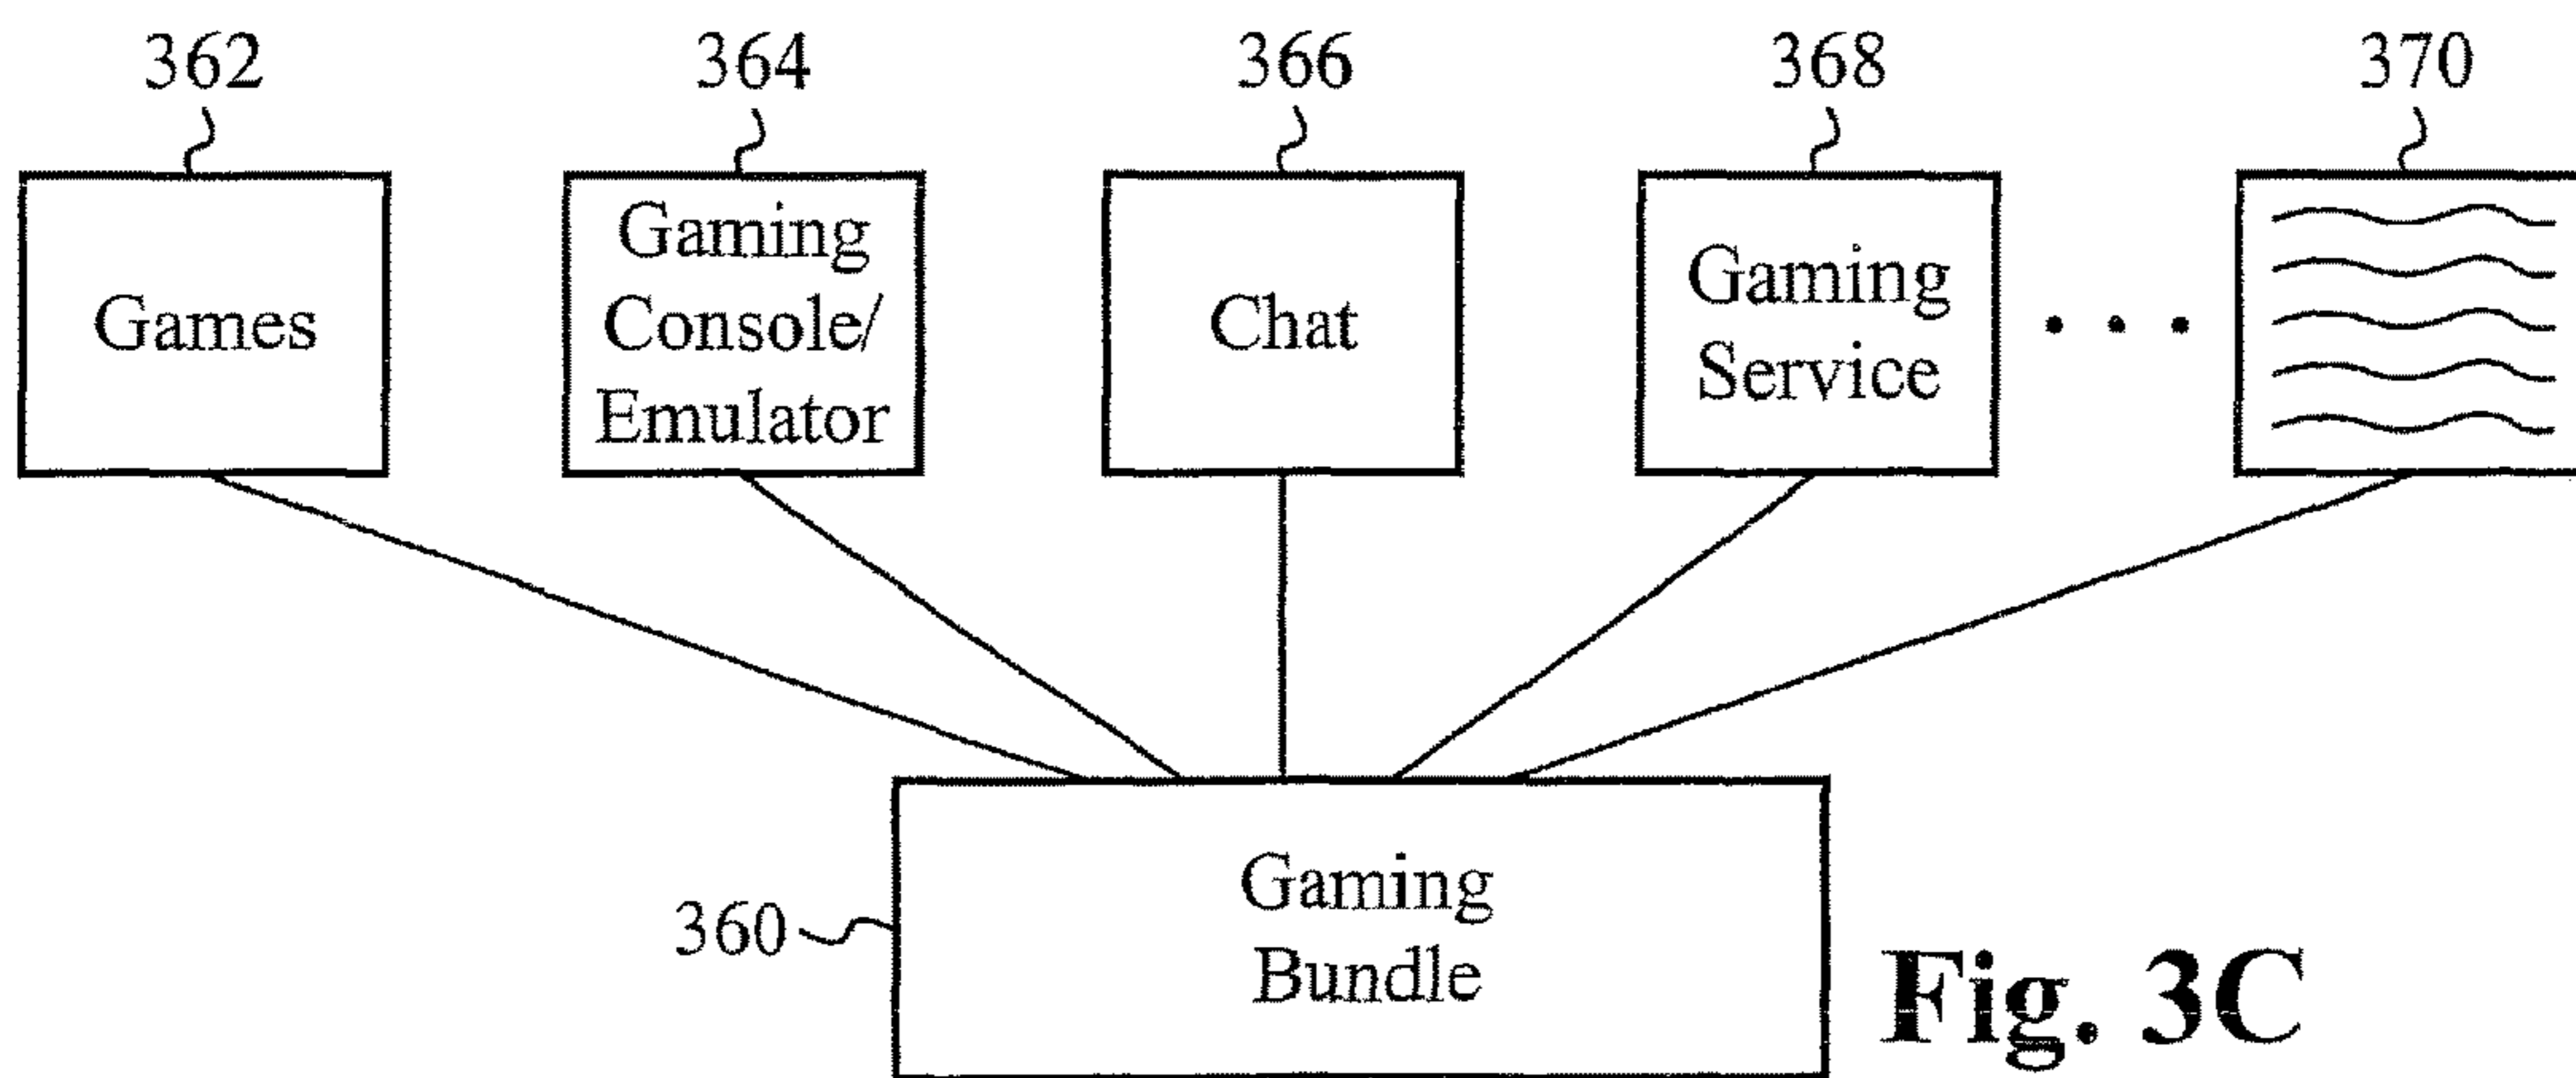 362 364 366 368 370
Games
Gaming
Console/
Emulator
Chat
Gaming
Service
. . .
360
Gaming
Bundle
Fig. 3C